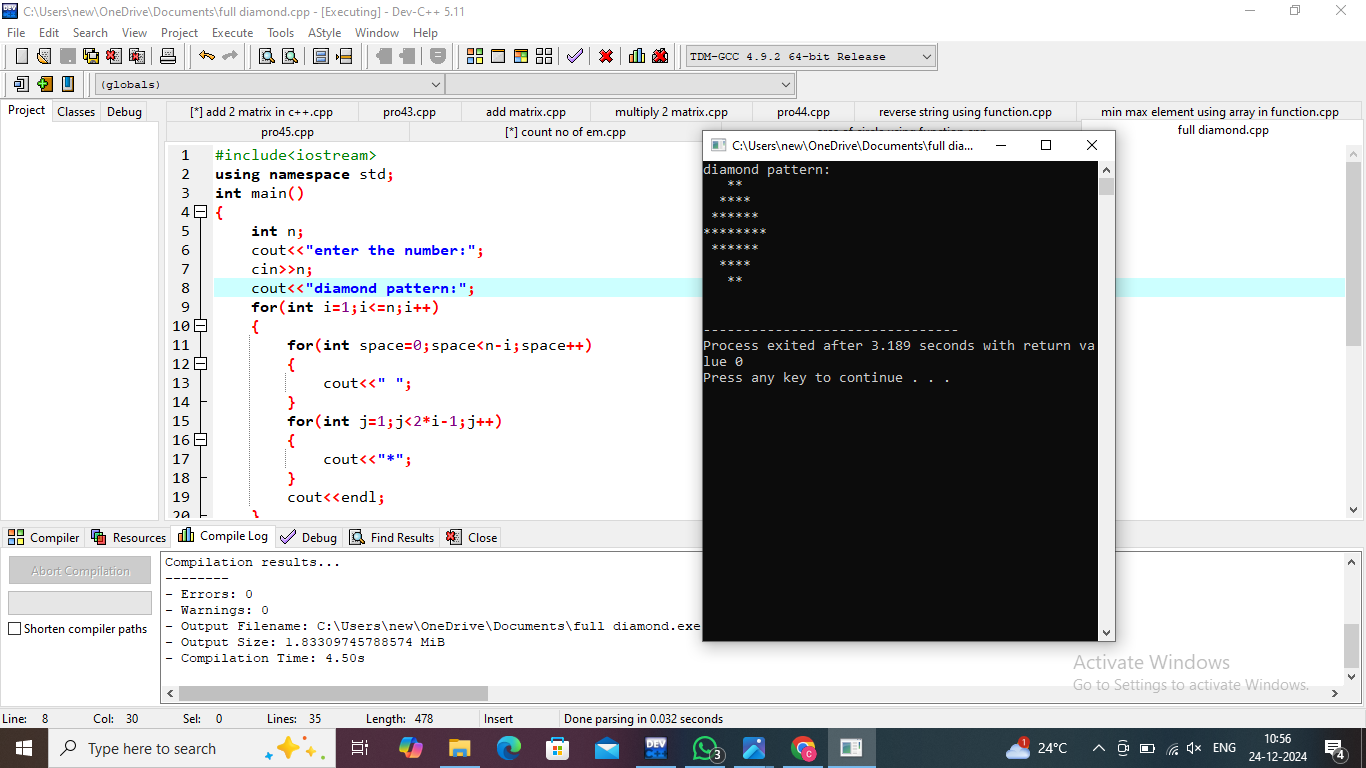 C:\Users\new\OneDrive\Documents\full diamond.cpp - [Executing] - Dev-C++ 5.11
File Edit Search View Project Execute Tools AStyle Window Help
TDM-GCC 4.9.2 64-bit Release
(globals)
Project Classes Debug
[*] add 2 matrix in c++.cpp pro43.cpp add matrix.cpp multiply 2 matrix.cpp pro44.cpp reverse string using function.cpp min max element using array in function.cpp
pro45.cpp [*] count no of em.cpp full diamond.cpp
1 #include<iostream>
2 using namespace std;
3 int main()
4 {
5 int n;
6 cout<<"enter the number:";
7 cin>>n;
8 cout<<"diamond pattern:";
9 for(int i=1;i<=n;i++)
10 {
11 for(int space=0;space<n-i;space++)
12 {
13 cout<<" ";
14 }
15 for(int j=1;j<2*i-1;j++)
16 {
17 cout<<"*";
18 }
19 cout<<endl;
20 }
C:\Users\new\OneDrive\Documents\full dia...
diamond pattern:
   **
  ****
 ******
********
 ******
  ****
   **
--------------------------------
Process exited after 3.189 seconds with return va
lue 0
Press any key to continue . . .
Compiler Resources Compile Log Debug Find Results Close
Abort Compilation
Shorten compiler paths
Compilation results...
--------
- Errors: 0
- Warnings: 0
- Output Filename: C:\Users\new\OneDrive\Documents\full diamond.exe
- Output Size: 1.83309745788574 MiB
- Compilation Time: 4.50s
Activate Windows
Go to Settings to activate Windows.
Line: 8 Col: 30 Sel: 0 Lines: 35 Length: 478 Insert Done parsing in 0.032 seconds
Type here to search
DEV
3
1
24°C
ENG
10:56
24-12-2024
4